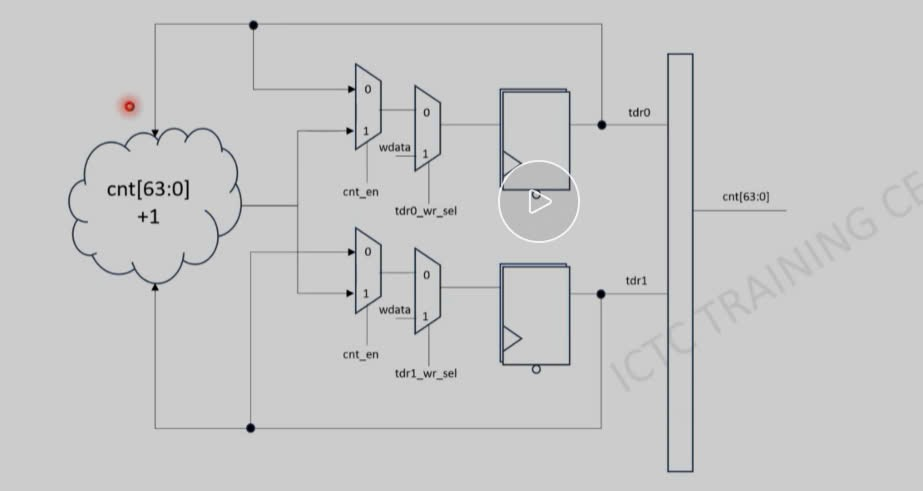 cnt[63:0]
+1
0
1
cnt_en
wdata
0
1
tdr0_wr_sel
tdr0
0
1
cnt_en
wdata
0
1
tdr1_wr_sel
tdr1
cnt[63:0]
ICTC TRAINING CE